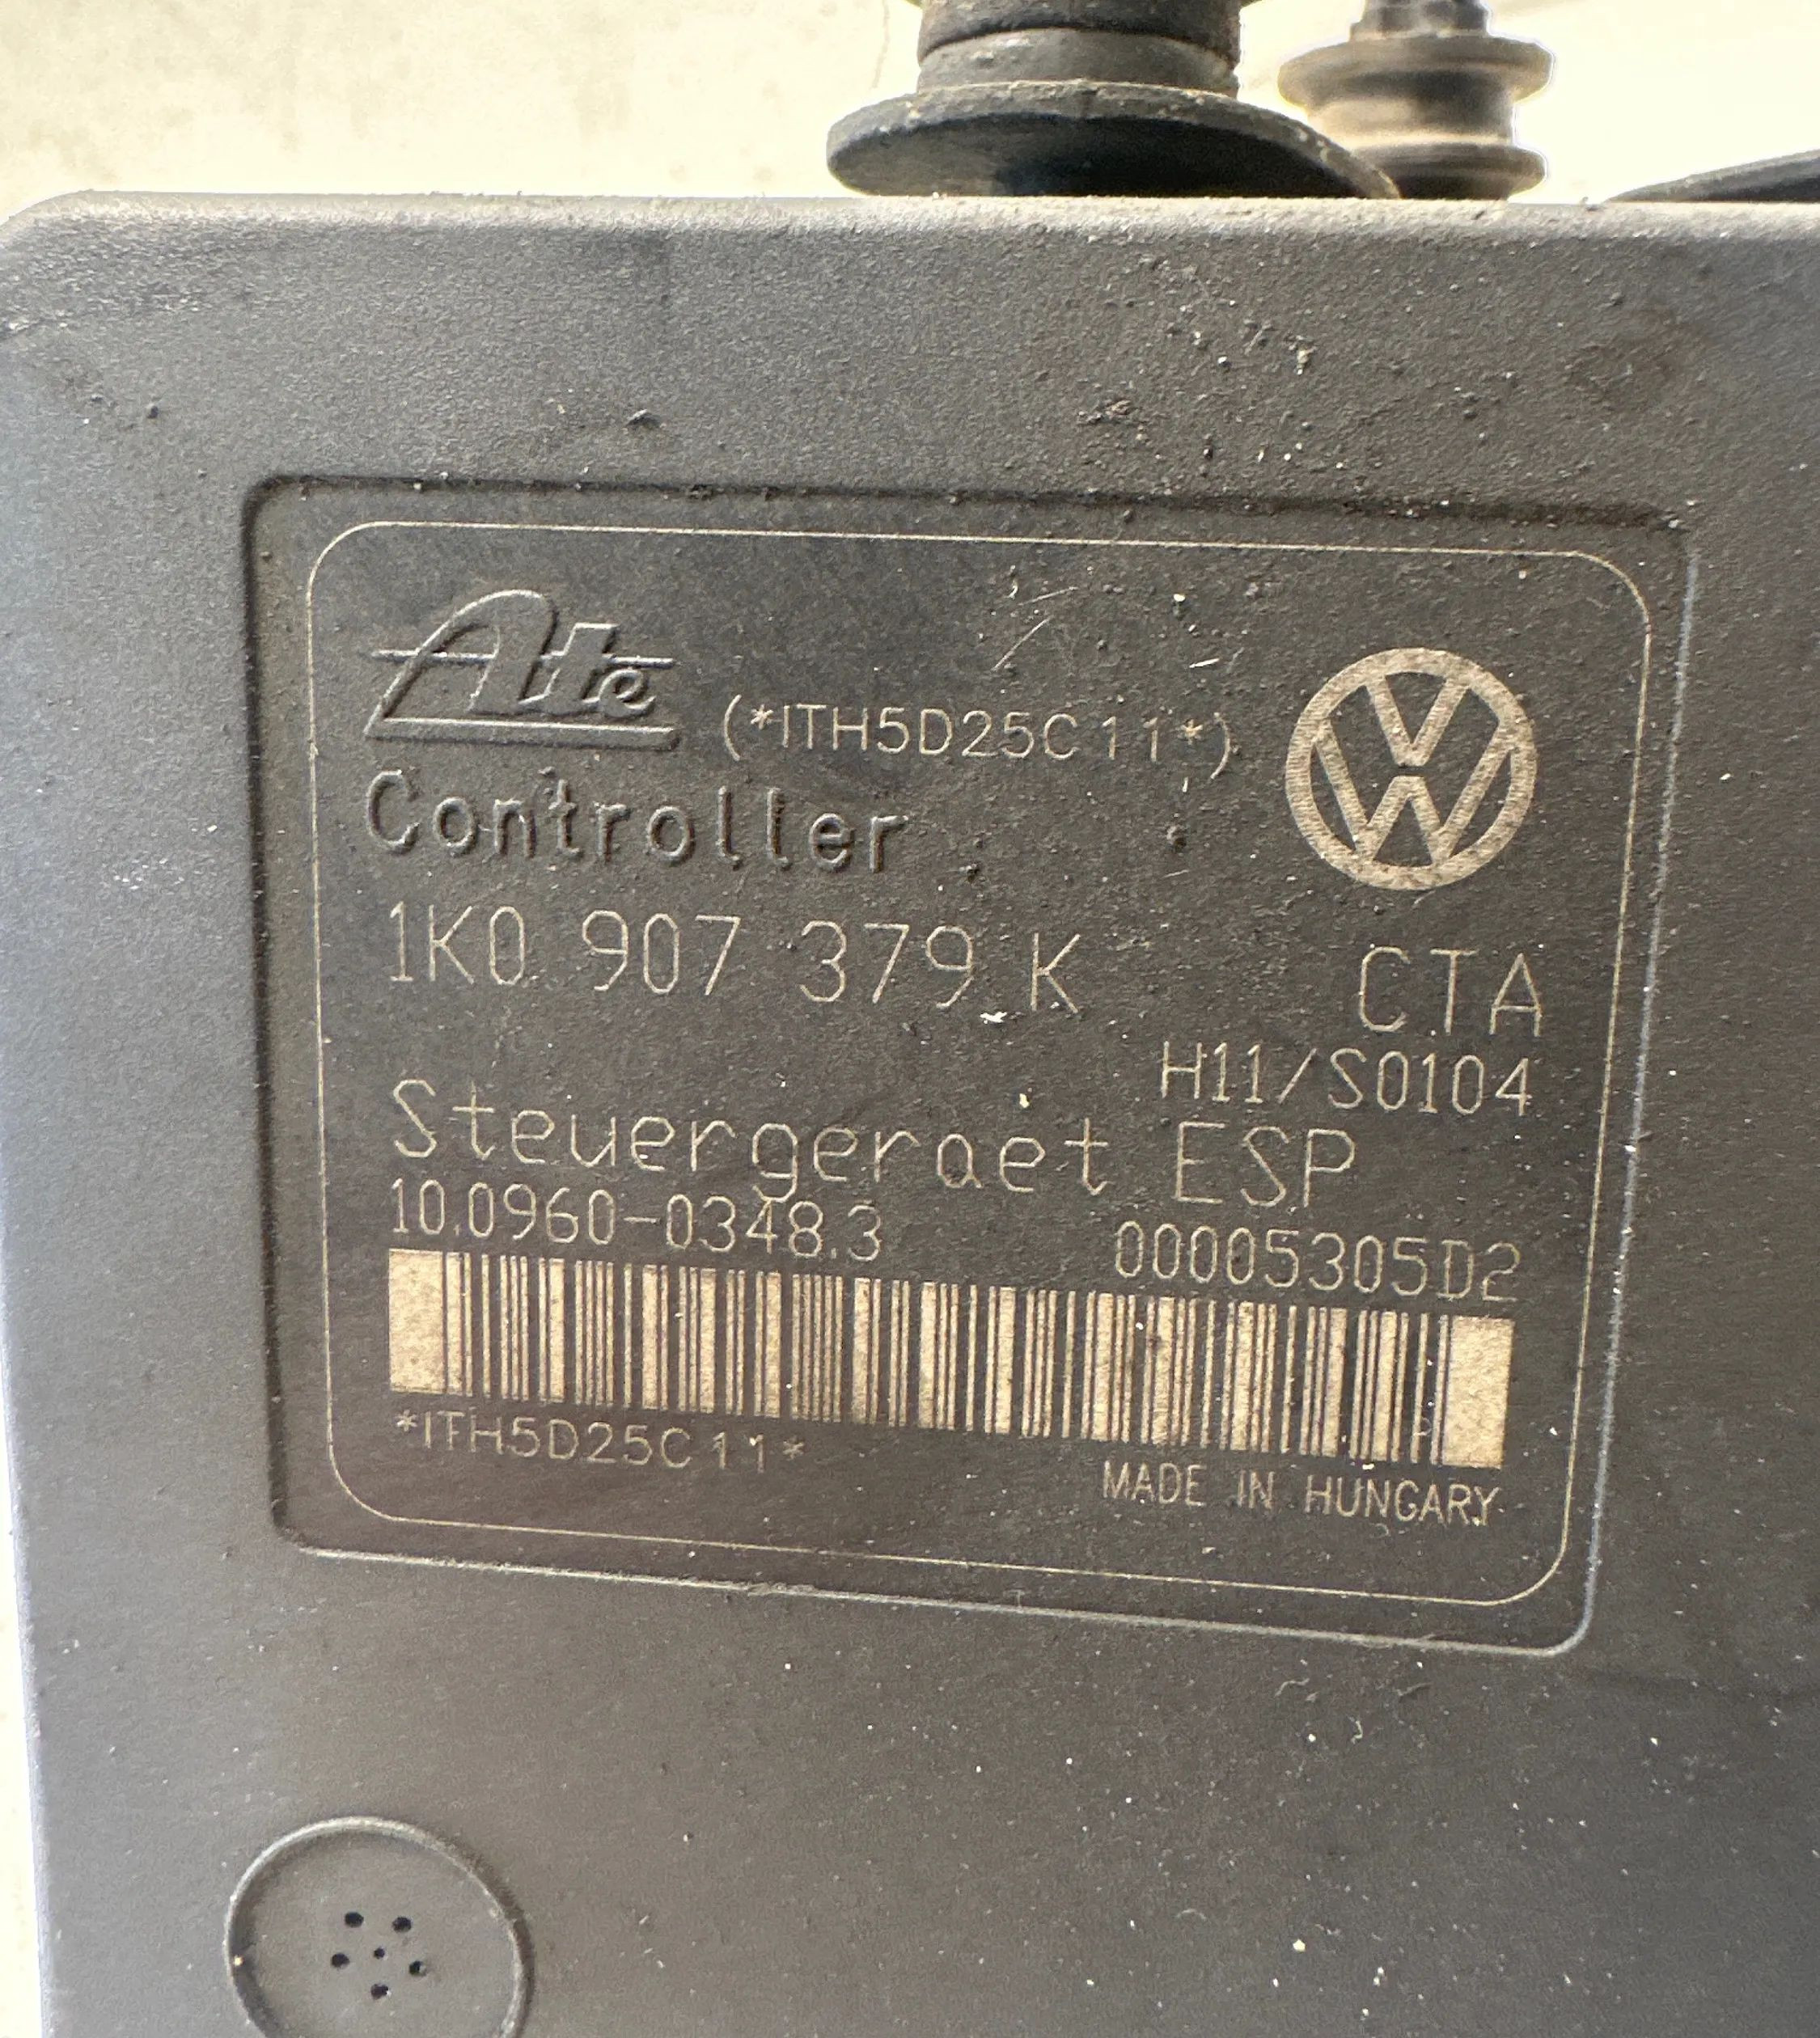 Ate (*ITH5D25C11*)
Controller
1K0 907 379 K CTA
H11/S0104
Steuergeraet ESP
10.0960-0348.3 00005305D2
*ITH5D25C11*
MADE IN HUNGARY